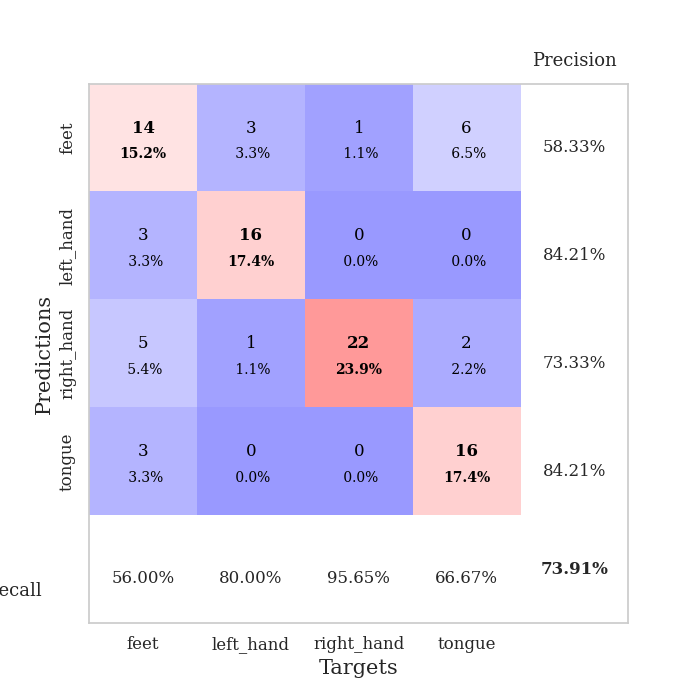 Precision
feet
14 3 1 6
15.2% 3.3% 1.1% 6.5%
58.33%
left_hand
3 16 0 0
3.3% 17.4% 0.0% 0.0%
84.21%
Predictions
right_hand
5 1 22 2
5.4% 1.1% 23.9% 2.2%
73.33%
tongue
3 0 0 16
3.3% 0.0% 0.0% 17.4%
84.21%
ecall
56.00% 80.00% 95.65% 66.67% 73.91%
feet left_hand right_hand tongue
Targets